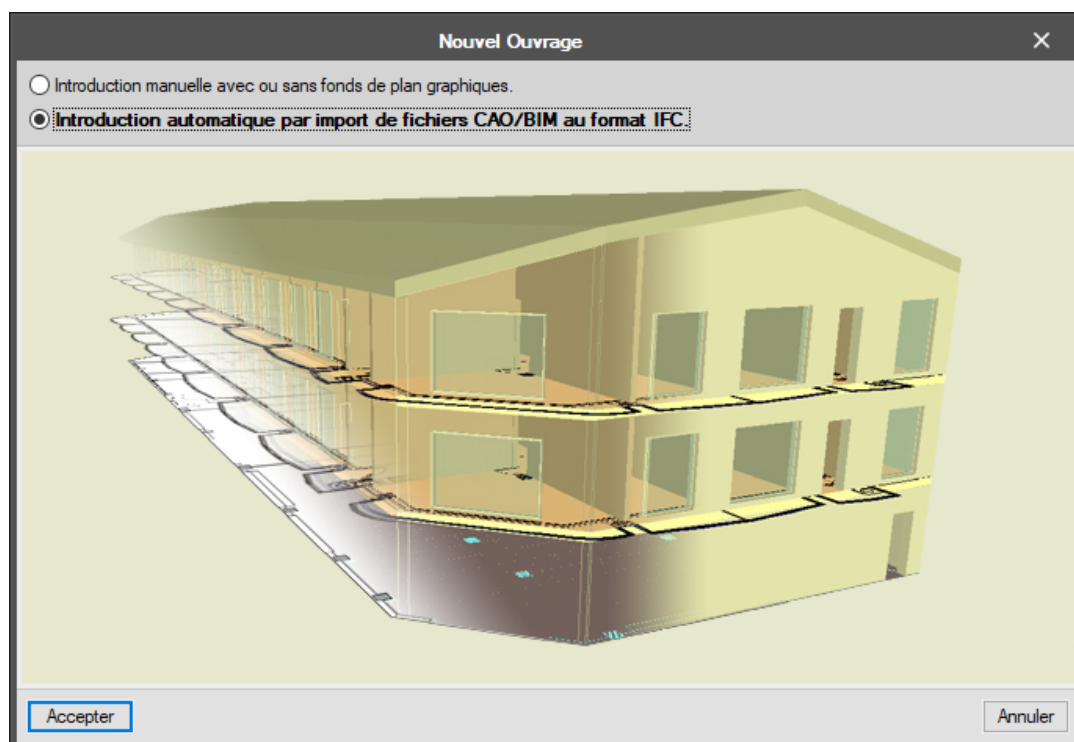 Nouvel Ouvrage
Introduction manuelle avec ou sans fonds de plan graphiques.
Introduction automatique par import de fichiers CAO/BIM au format IFC.
Accepter
Annuler